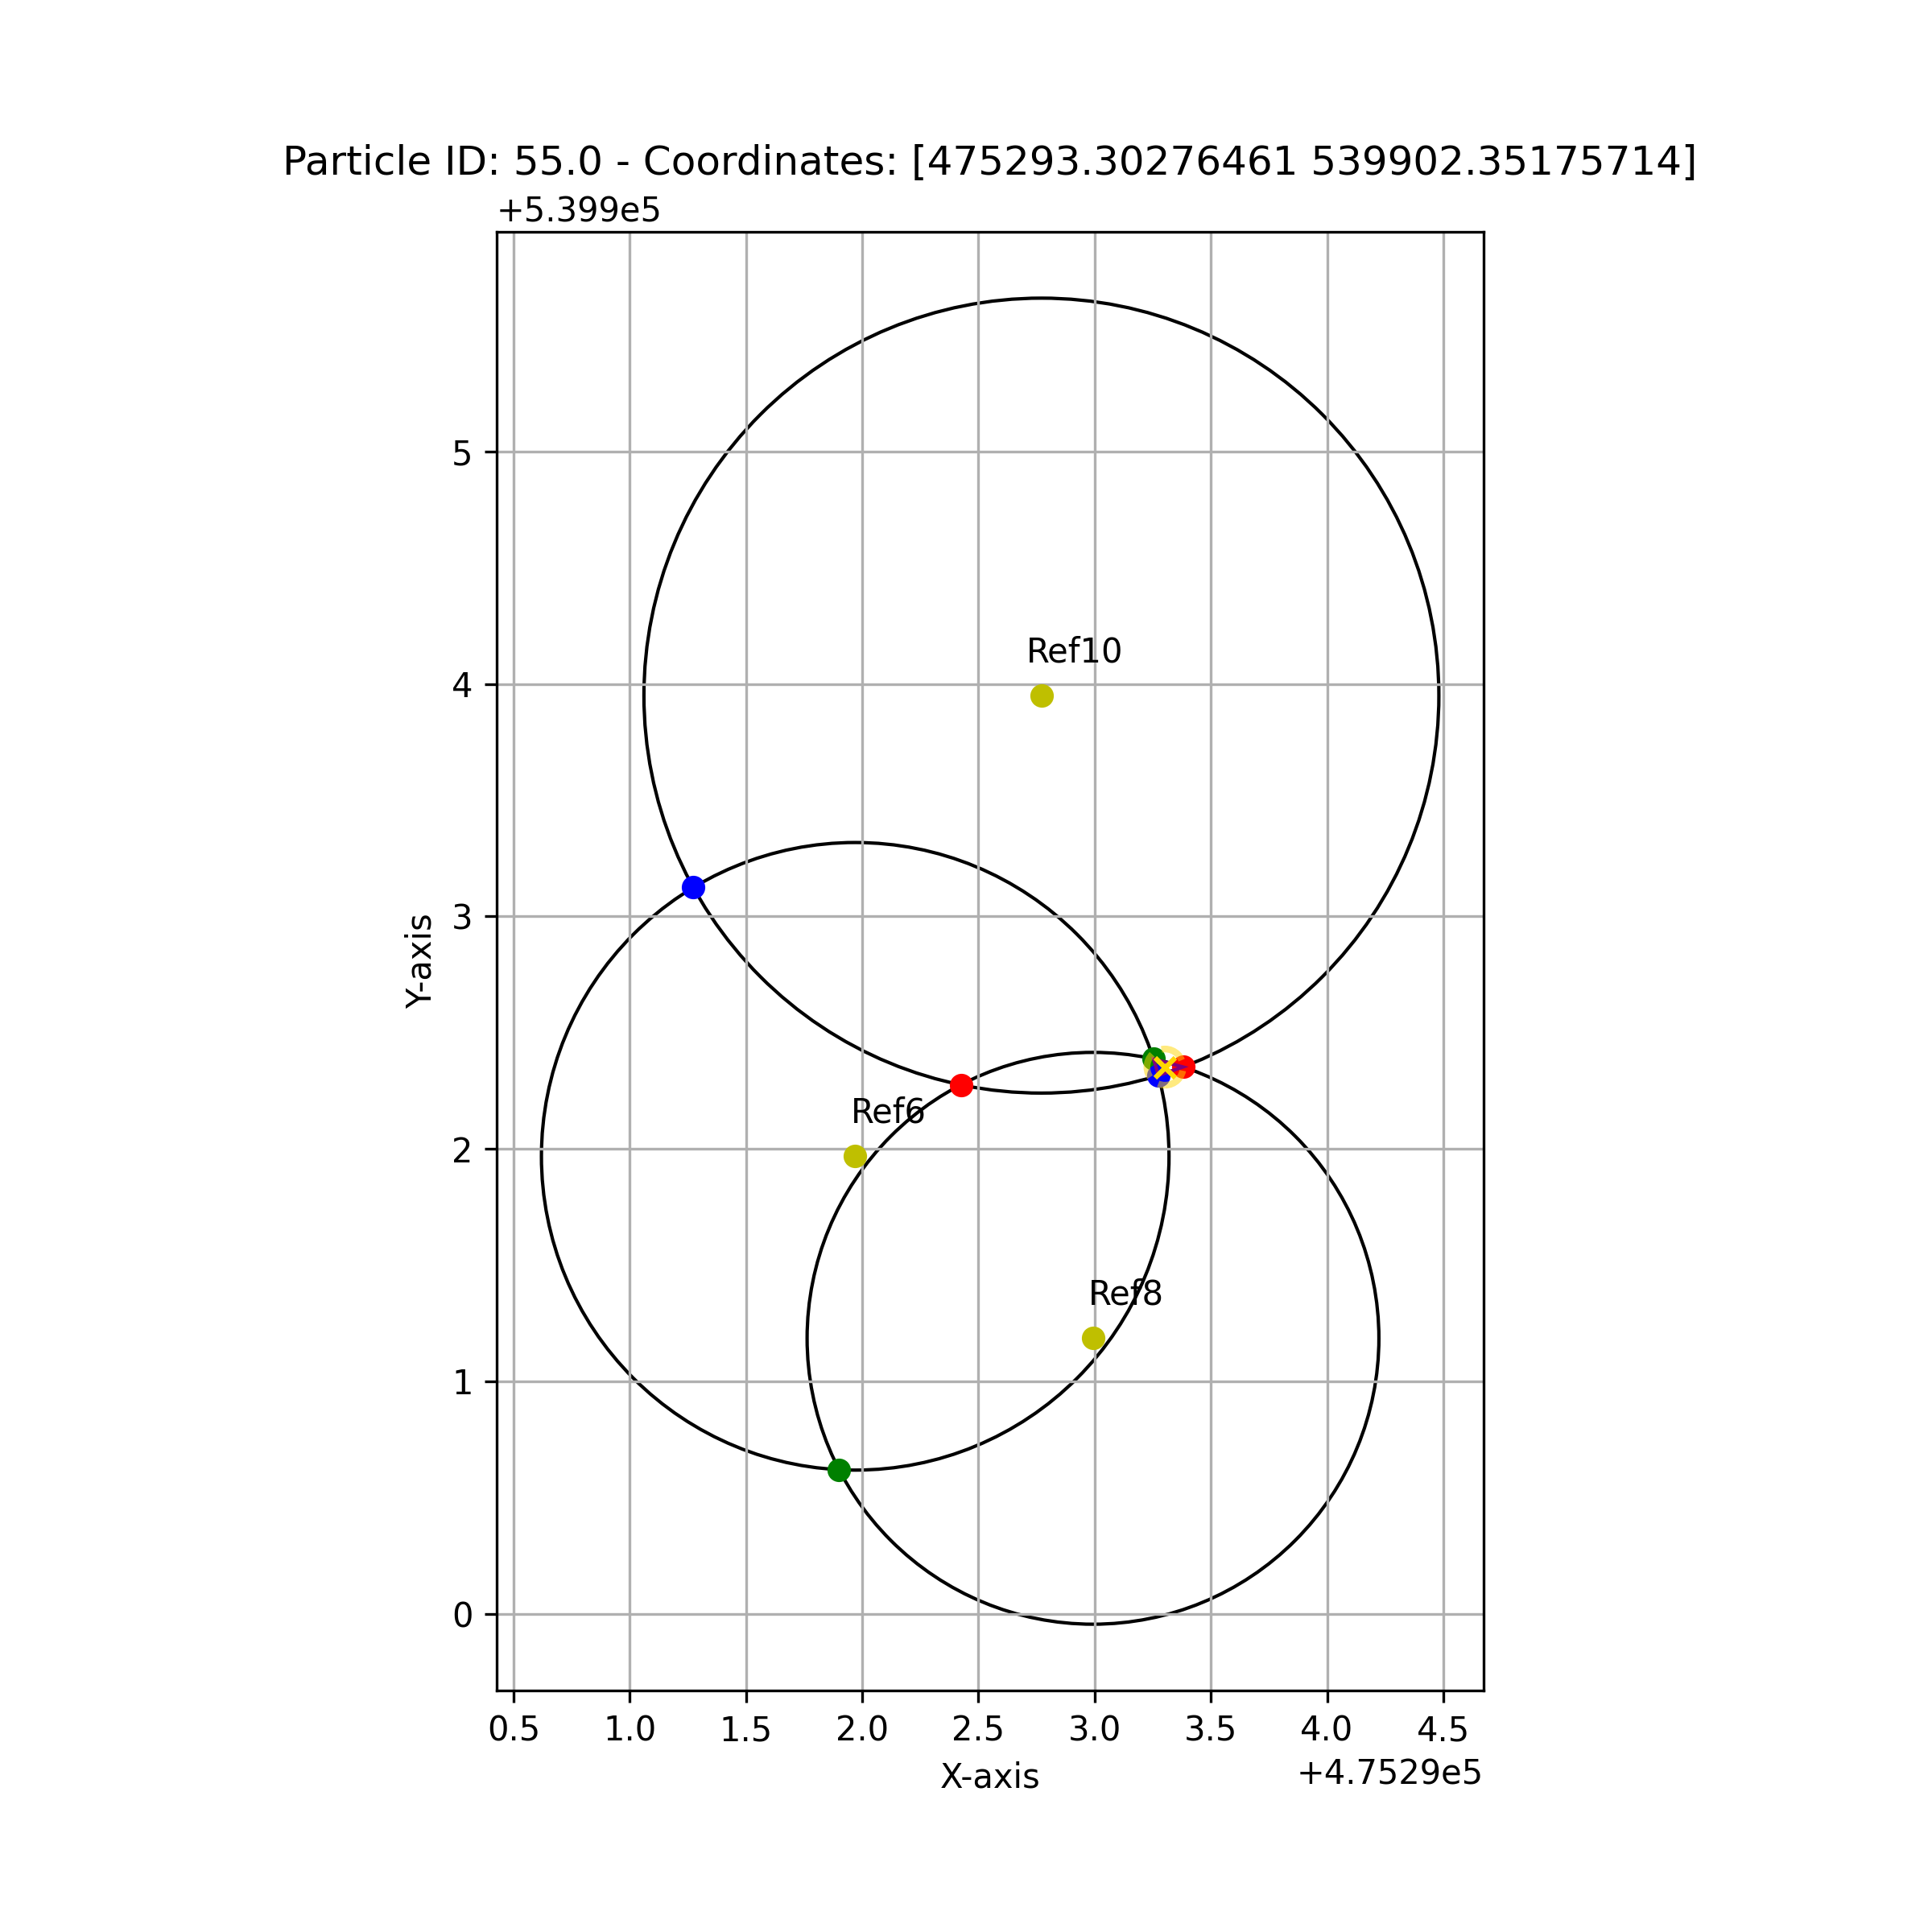 Particle ID: 55.0 - Coordinates: [475293.30276461 539902.35175714]
+5.399e5
5
Ref10
4
3
Y-axis
Ref6
2
Ref8
1
0
0.5 1.0 1.5 2.0 2.5 3.0 3.5 4.0 4.5
X-axis
+4.7529e5